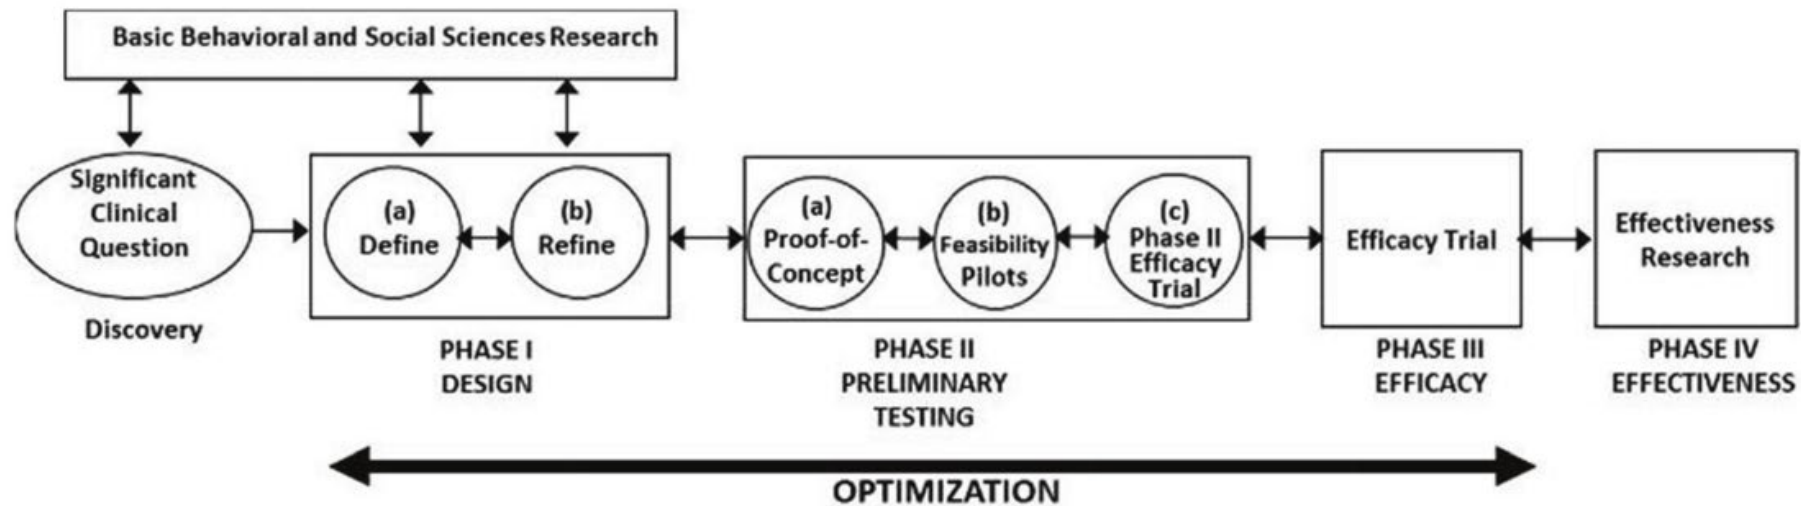 Basic Behavioral and Social Sciences Research
Significant
Clinical
Question
Discovery
(a)
Define
(b)
Refine
PHASE I
DESIGN
(a)
Proof-of-
Concept
(b)
Feasibility
Pilots
(c)
Phase II
Efficacy
Trial
PHASE II
PRELIMINARY
TESTING
Efficacy Trial
PHASE III
EFFICACY
Effectiveness
Research
PHASE IV
EFFECTIVENESS
OPTIMIZATION